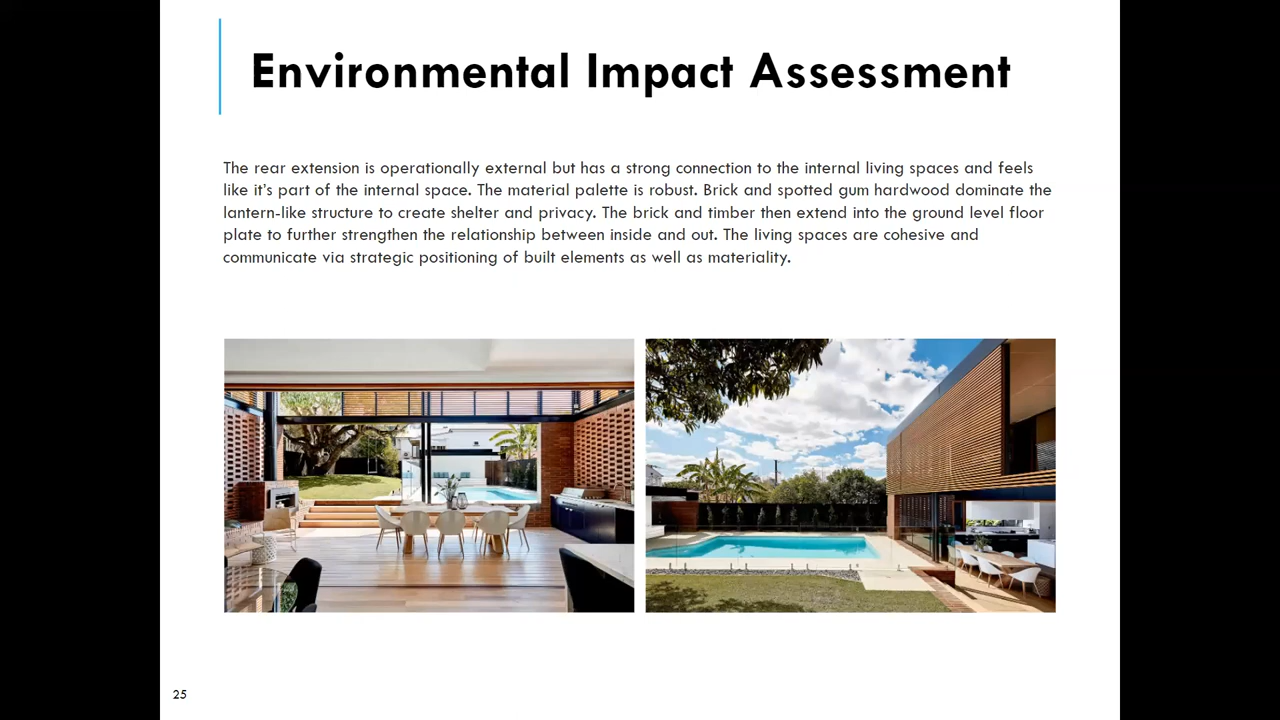 Environmental Impact Assessment
The rear extension is operationally external but has a strong connection to the internal living spaces and feels
like it's part of the internal space. The material palette is robust. Brick and spotted gum hardwood dominate the
lantern-like structure to create shelter and privacy. The brick and timber then extend into the ground level floor
plate to further strengthen the relationship between inside and out. The living spaces are cohesive and
communicate via strategic positioning of built elements as well as materiality.
25